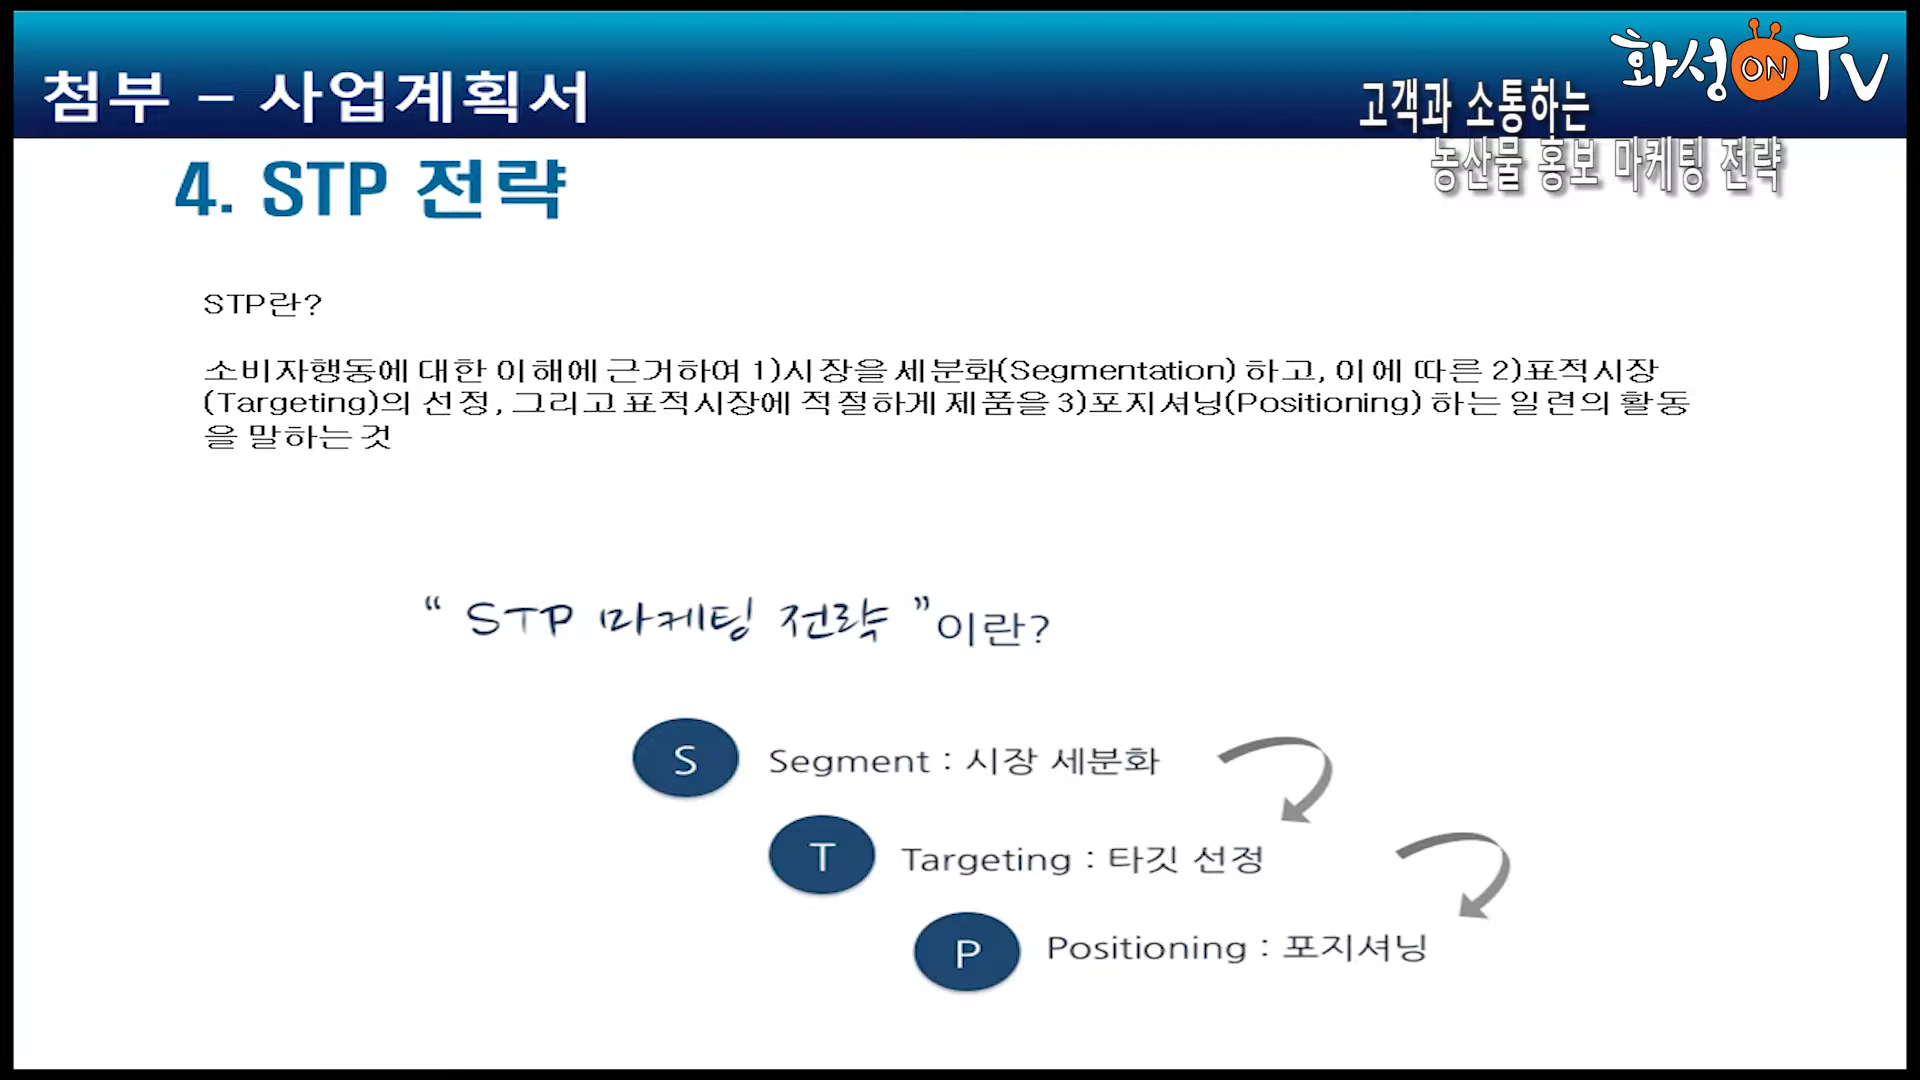 첨부 – 사업계획서
화성ONTV
고객과 소통하는
농산물 홍보 마케팅 전략
4. STP 전략
STP란?
소비자행동에 대한 이해에 근거하여 1)시장을 세분화(Segmentation) 하고, 이에 따른 2)표적시장
(Targeting)의 선정, 그리고 표적시장에 적절하게 제품을 3)포지셔닝(Positioning) 하는 일련의 활동
을 말하는 것
“ STP 마케팅 전략 ”이란?
S Segment : 시장 세분화
T Targeting : 타깃 선정
P Positioning : 포지셔닝